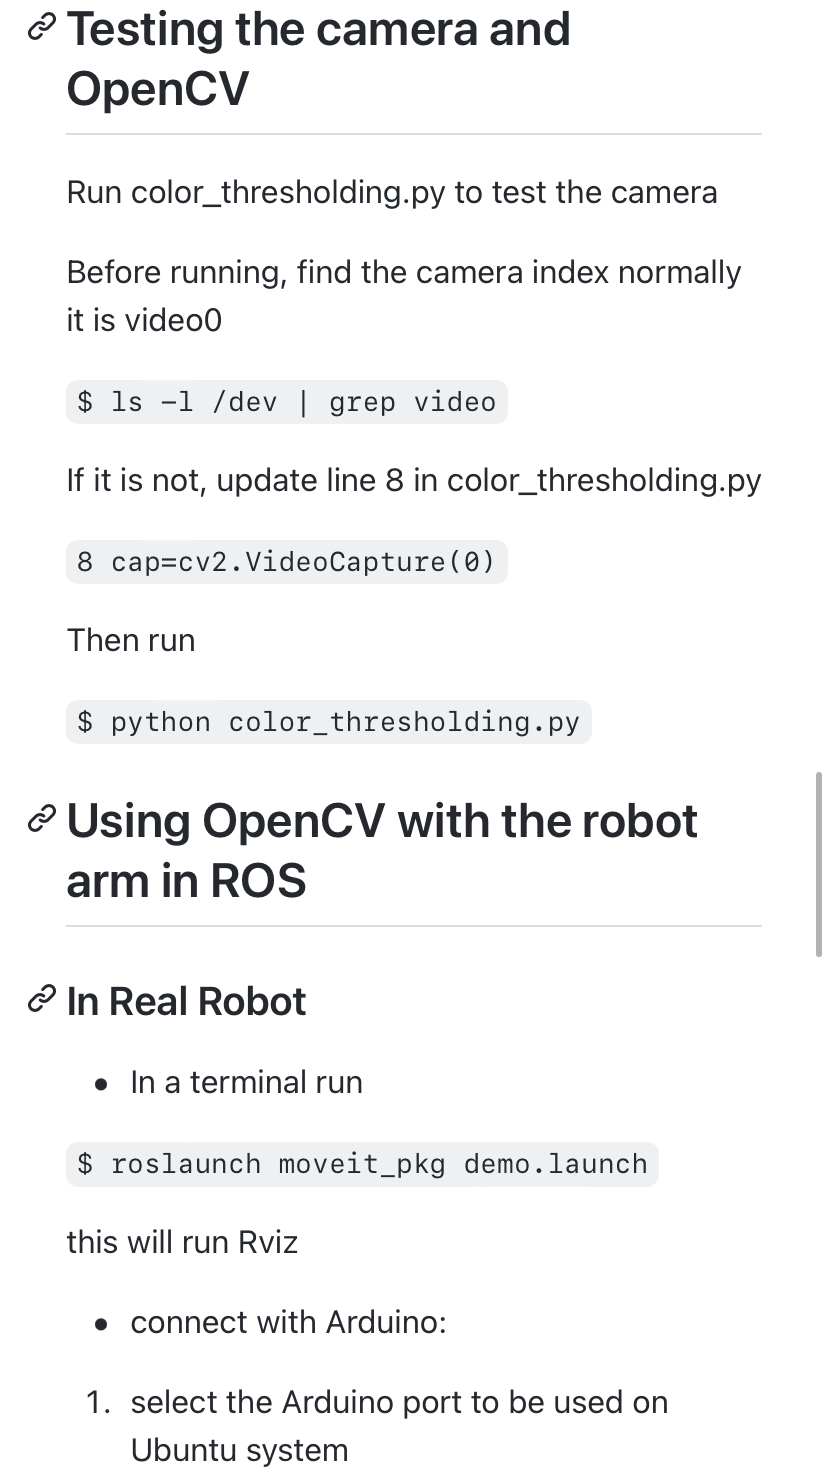 Testing the camera and
OpenCV
Run color_thresholding.py to test the camera
Before running, find the camera index normally
it is video0
$ ls -l /dev | grep video
If it is not, update line 8 in color_thresholding.py
8 cap=cv2.VideoCapture(0)
Then run
$ python color_thresholding.py
Using OpenCV with the robot
arm in ROS
In Real Robot
• In a terminal run
$ roslaunch moveit_pkg demo.launch
this will run Rviz
• connect with Arduino:
1. select the Arduino port to be used on
Ubuntu system